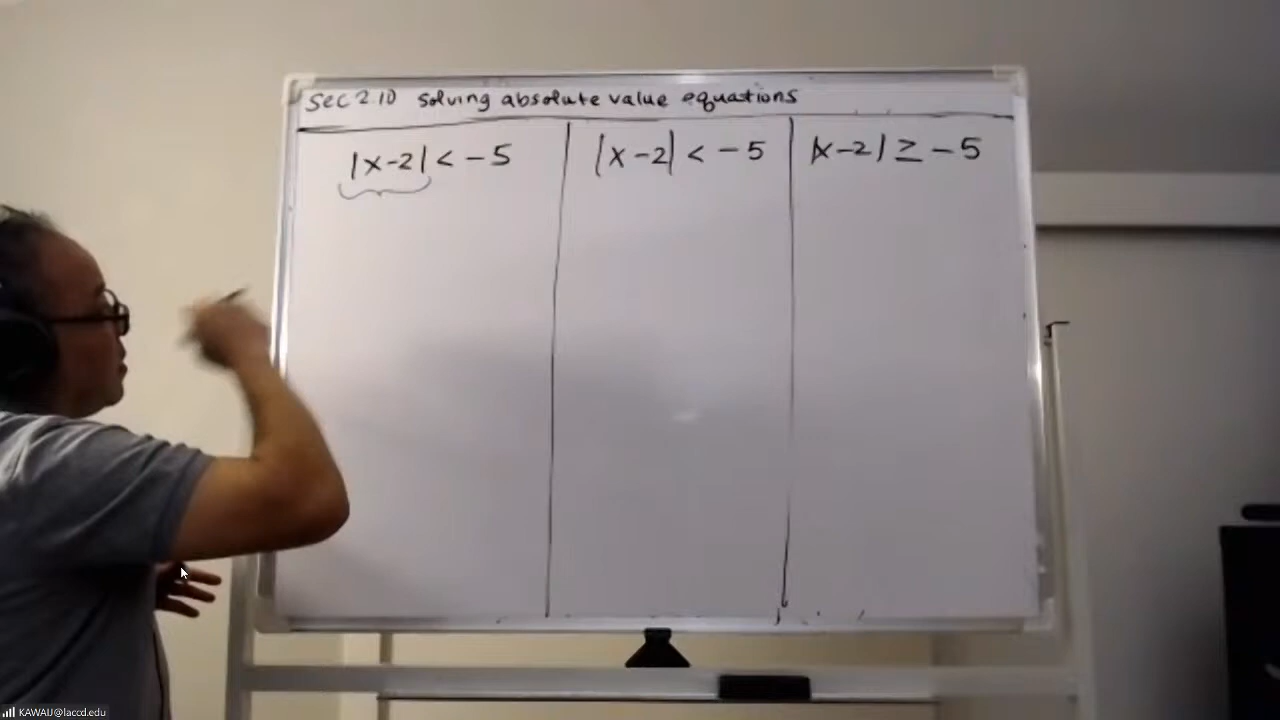 Sec 2.10 Solving absolute value equations
|x-2| < -5
|x-2| < -5
|x-2| ≥ -5
KAWAIJ@laccd.edu